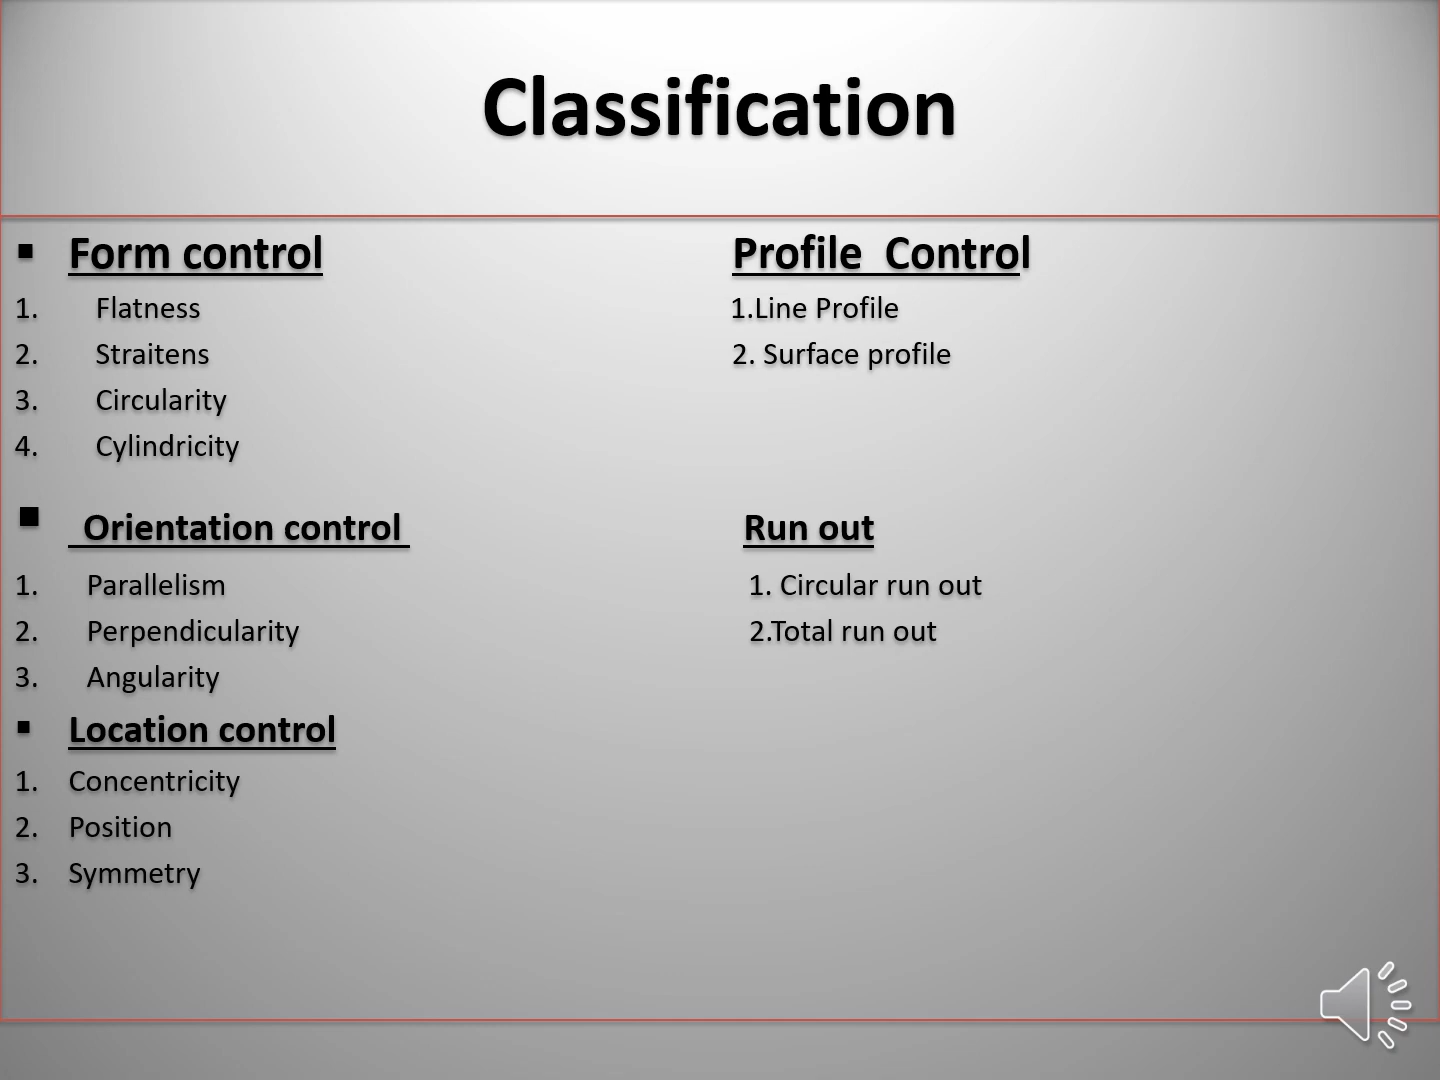 Classification
Form control
1. Flatness
2. Straitens
3. Circularity
4. Cylindricity
Profile  Control
1.Line Profile
2. Surface profile
Orientation control
1. Parallelism
2. Perpendicularity
3. Angularity
Run out
1. Circular run out
2.Total run out
Location control
1. Concentricity
2. Position
3. Symmetry